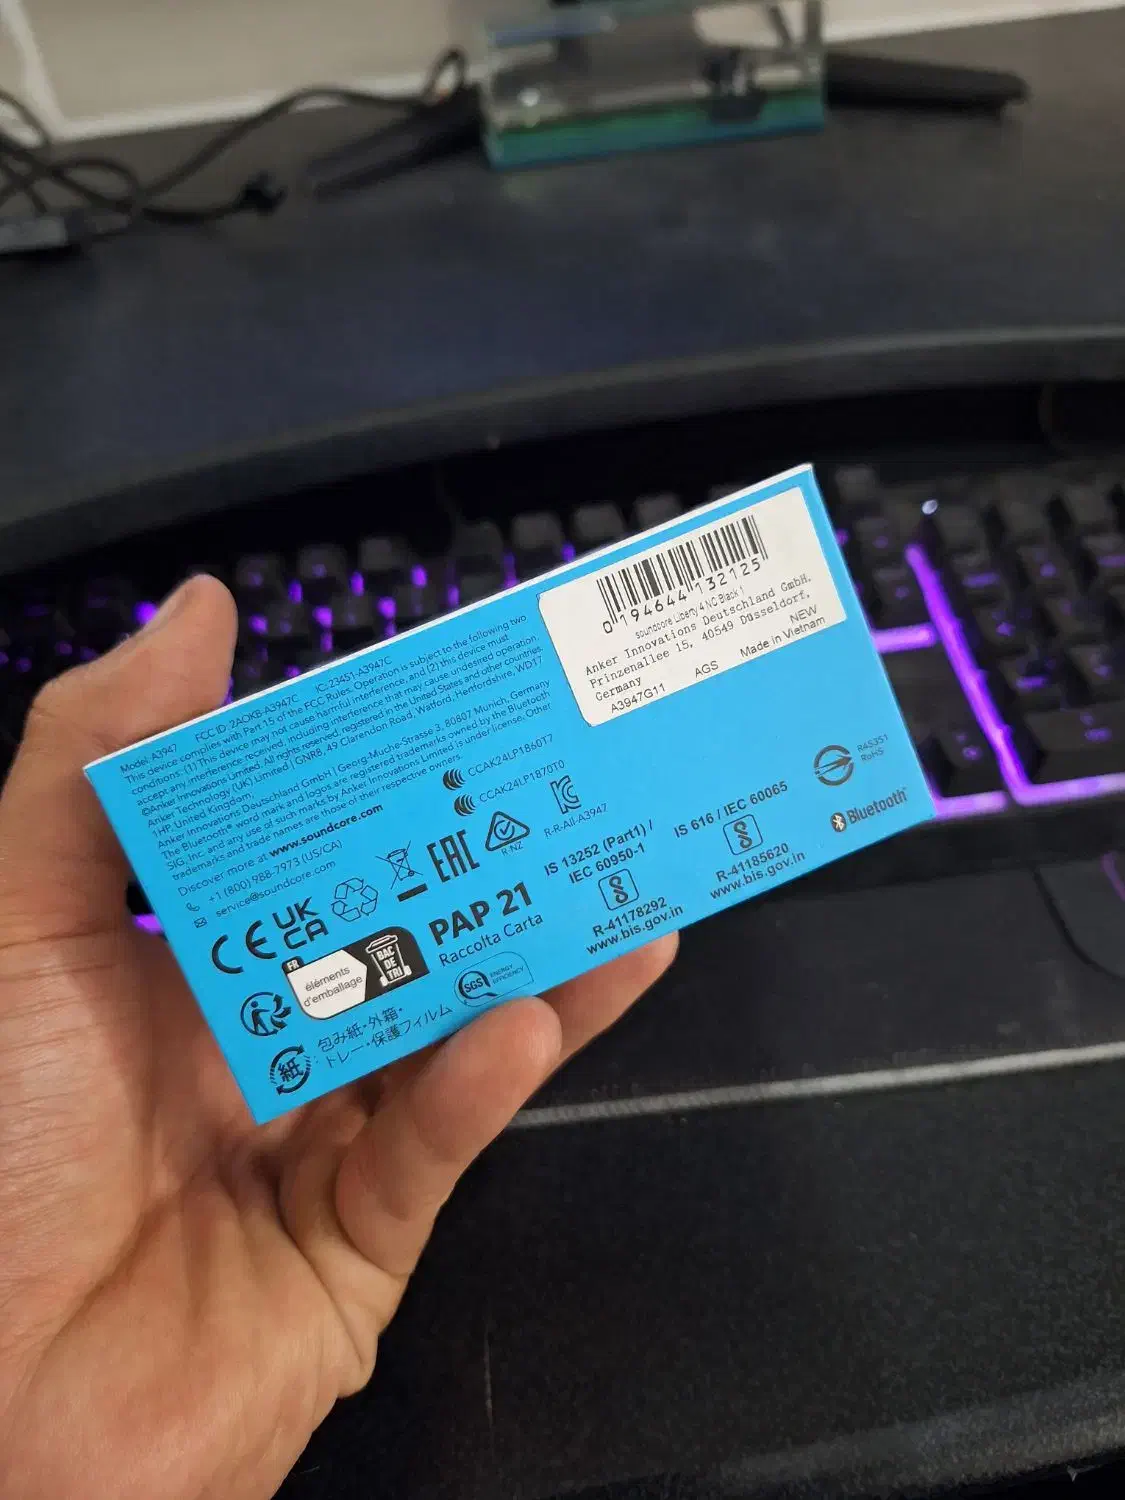 Model: A3947 FCC ID: 2AOKB-A3947C IC:23451-A3947C
This device complies with Part 15 of the FCC Rules. Operation is subject to the following two
conditions: (1) This device may not cause harmful interference, and (2) this device must
accept any interference received, including interference that may cause undesired operation.
©Anker Innovations Limited. All rights reserved, registered in the United States and other countries.
Anker Technology (UK) Limited | GNR8, 49 Clarendon Road, Watford, Hertfordshire, WD17
1HP, United Kingdom
Anker Innovations Deutschland GmbH | Georg-Muche-Strasse 3, 80807 Munich, Germany
The Bluetooth® word mark and logos are registered trademarks owned by the Bluetooth
SIG, Inc. and any use of such marks by Anker Innovations Limited is under license. Other
trademarks and trade names are those of their respective owners.
Discover more at www.soundcore.com
+1 (800) 988-7973 (US/CA)
service@soundcore.com
0 194644 132125
soundcore Liberty 4 NC Black I
Anker Innovations Deutschland GmbH.
Prinzenallee 15, 40549 Düsseldorf,
Germany NEW
A3947G11 AGS Made in Vietnam
CCAK24LP1860T7
CCAK24LP1870T0
R-NZ
R-R-All-A3947
EAC
CE UK
CA
PAP 21
Raccolta Carta
IS 13252 (Part1) /
IEC 60950-1
R-41178292
www.bis.gov.in
IS 616 / IEC 60065
R-41185620
www.bis.gov.in
R45351
RoHS
Bluetooth®
FR
éléments
d'emballage
BAC
DE
TRI
SGS ENERGY
EFFICIENCY
紙 : 包み紙・外箱・
トレー・保護フィルム